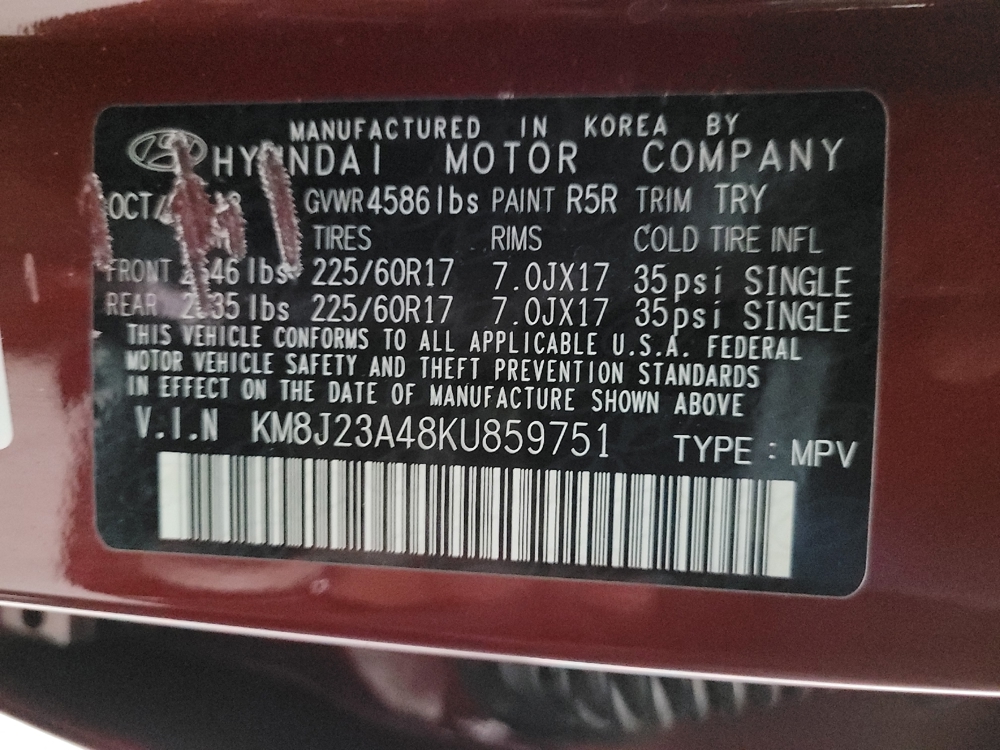 MANUFACTURED IN KOREA BY
HYUNDAI MOTOR COMPANY
GVWR 4586 lbs PAINT R5R TRIM TRY
TIRES RIMS COLD TIRE INFL
FRONT lbs 225/60R17 7.0JX17 35psi SINGLE
REAR lbs 225/60R17 7.0JX17 35psi SINGLE
THIS VEHICLE CONFORMS TO ALL APPLICABLE U.S.A. FEDERAL
MOTOR VEHICLE SAFETY AND THEFT PREVENTION STANDARDS
IN EFFECT ON THE DATE OF MANUFACTURE SHOWN ABOVE
V.I.N KM8J23A48KU859751 TYPE : MPV